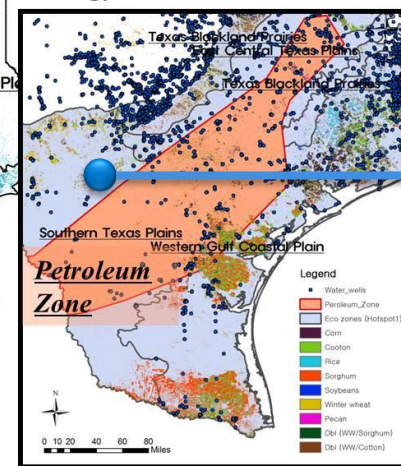 Texas Blackland Prairies
East Central Texas Plains
Texas Blackland Prairies
Pl
Southern Texas Plains
Western Gulf Coastal Plain
Petroleum
Zone
Legend
Water_wells
Peroleum_Zone
Eco zones (Hotspot1)
Corn
Cooton
Rice
Sorghum
Soybeans
Winter wheat
Pecan
Dbl (WW/Sorghum)
Dbl (WW/Cotton)
N
0 10 20 40 60 80
Miles